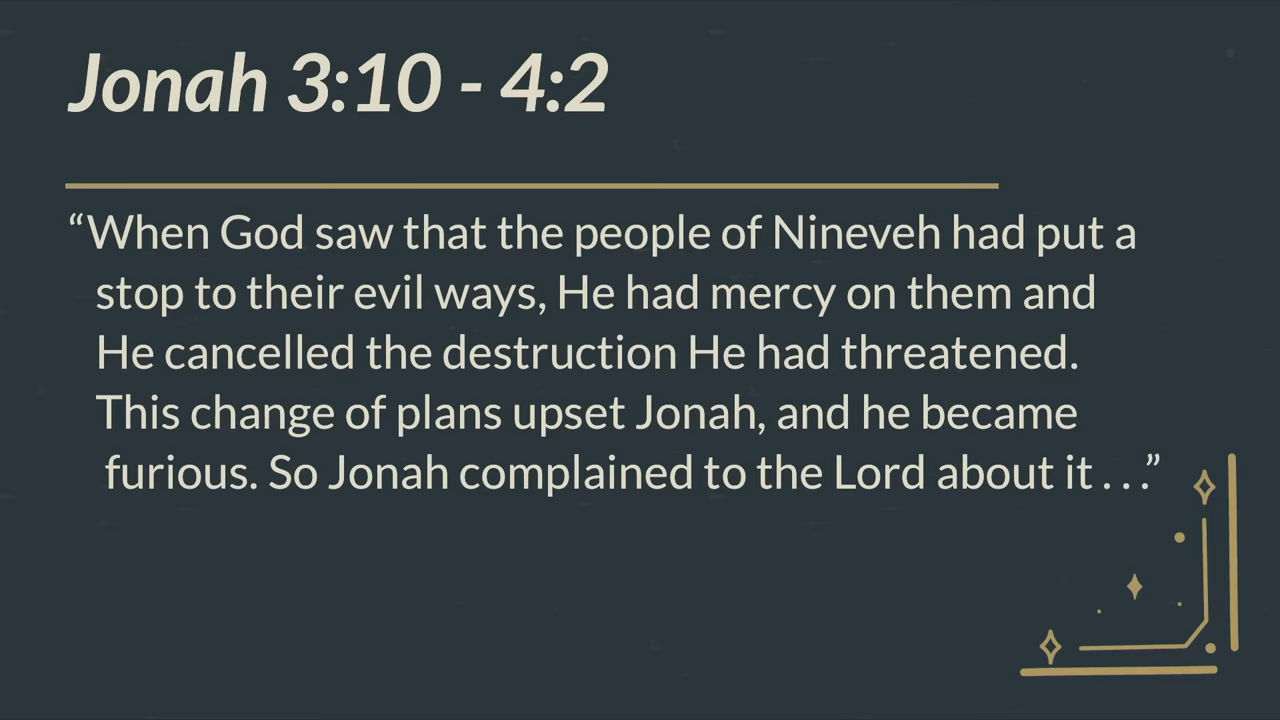 Jonah 3:10 - 4:2
“When God saw that the people of Nineveh had put a
stop to their evil ways, He had mercy on them and
He cancelled the destruction He had threatened.
This change of plans upset Jonah, and he became
furious. So Jonah complained to the Lord about it . . .”